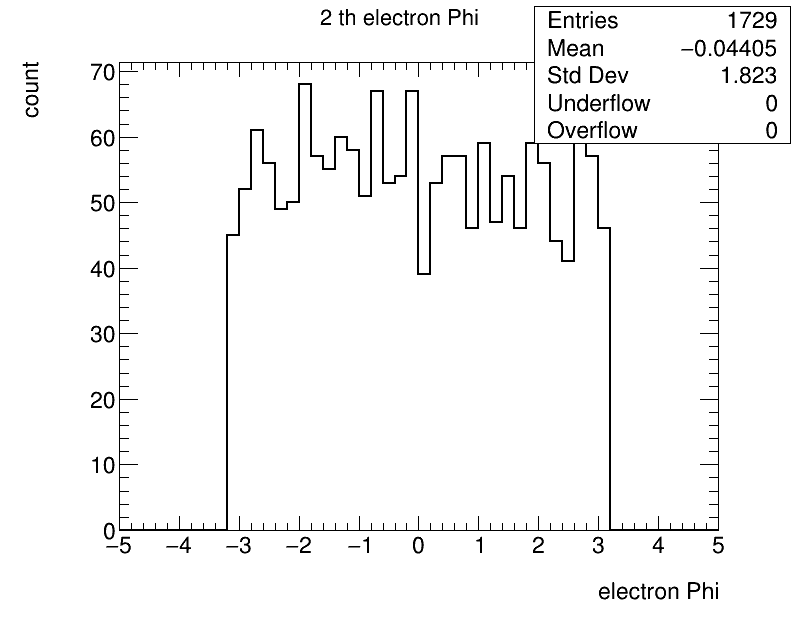 2 th electron Phi
Entries 1729
Mean −0.04405
Std Dev 1.823
Underflow 0
Overflow 0
count
70
60
50
40
30
20
10
0
−5 −4 −3 −2 −1 0 1 2 3 4 5
electron Phi